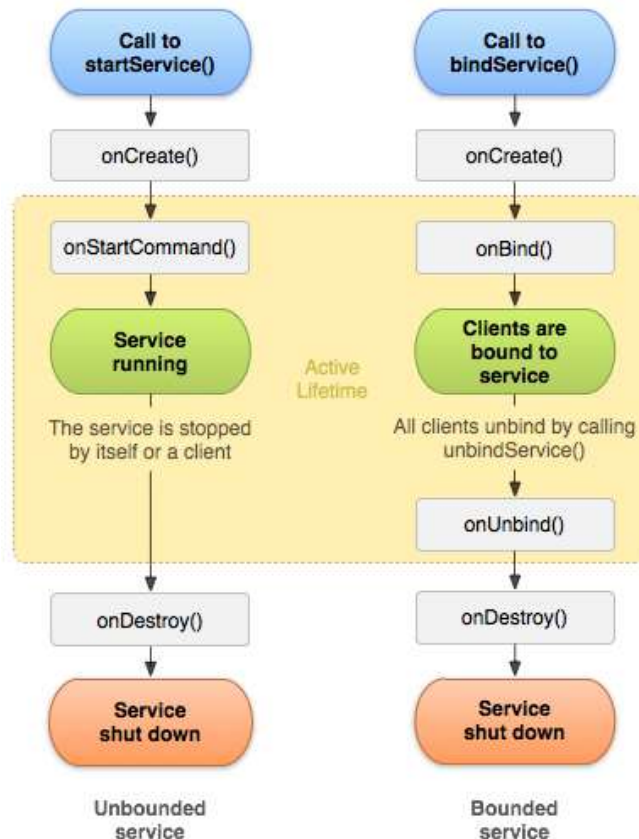 Call to
startService()
onCreate()
onStartCommand()
Service
running
The service is stopped
by itself or a client
onDestroy()
Service
shut down
Unbounded
service
Active
Lifetime
Call to
bindService()
onCreate()
onBind()
Clients are
bound to
service
All clients unbind by calling
unbindService()
onUnbind()
onDestroy()
Service
shut down
Bounded
service